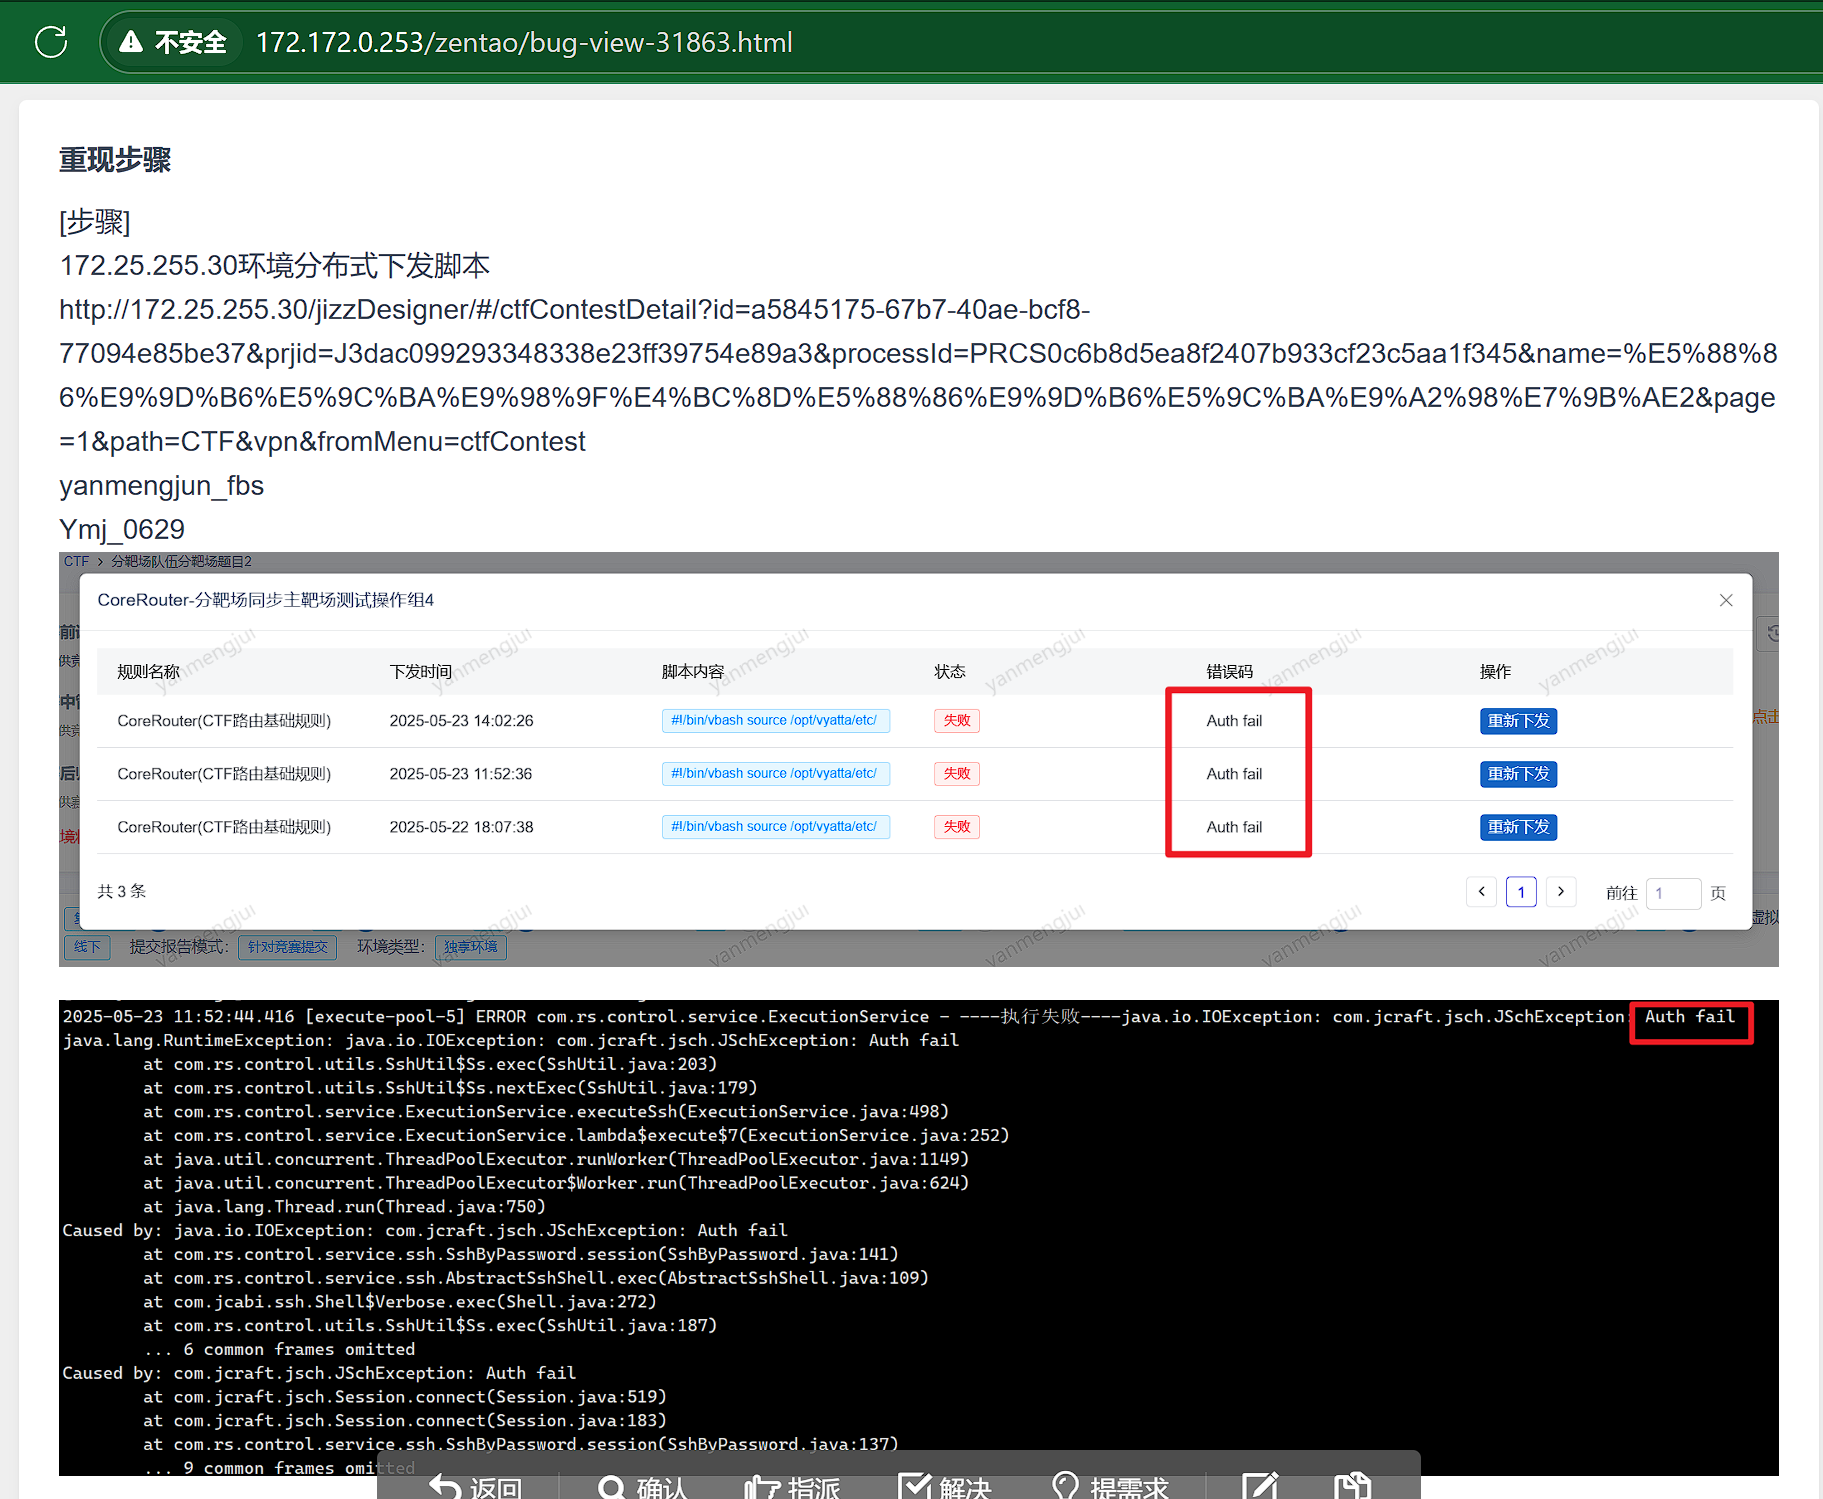 不安全 172.172.0.253/zentao/bug-view-31863.html
重现步骤
[步骤]
172.25.255.30环境分布式下发脚本
http://172.25.255.30/jizzDesigner/#/ctfContestDetail?id=a5845175-67b7-40ae-bcf8-
77094e85be37&prjid=J3dac099293348338e23ff39754e89a3&processId=PRCS0c6b8d5ea8f2407b933cf23c5aa1f345&name=%E5%88%8
6%E9%9D%B6%E5%9C%BA%E9%98%9F%E4%BC%8D%E5%88%86%E9%9D%B6%E5%9C%BA%E9%A2%98%E7%9B%AE2&page
=1&path=CTF&vpn&fromMenu=ctfContest
yanmengjun_fbs
Ymj_0629
CTF > 分靶场队伍分靶场题目2
CoreRouter-分靶场同步主靶场测试操作组4
规则名称 下发时间 脚本内容 状态 错误码 操作
CoreRouter(CTF路由基础规则) 2025-05-23 14:02:26 #!/bin/vbash source /opt/vyatta/etc/ 失败 Auth fail 重新下发
CoreRouter(CTF路由基础规则) 2025-05-23 11:52:36 #!/bin/vbash source /opt/vyatta/etc/ 失败 Auth fail 重新下发
CoreRouter(CTF路由基础规则) 2025-05-22 18:07:38 #!/bin/vbash source /opt/vyatta/etc/ 失败 Auth fail 重新下发
共 3 条 < 1 > 前往 1 页
线下 提交报告模式: 针对竞赛提交 环境类型: 独享环境
2025-05-23 11:52:44.416 [execute-pool-5] ERROR com.rs.control.service.ExecutionService - ----执行失败----java.io.IOException: com.jcraft.jsch.JSchException: Auth fail
java.lang.RuntimeException: java.io.IOException: com.jcraft.jsch.JSchException: Auth fail
at com.rs.control.utils.SshUtil$Ss.exec(SshUtil.java:203)
at com.rs.control.utils.SshUtil$Ss.nextExec(SshUtil.java:179)
at com.rs.control.service.ExecutionService.executeSsh(ExecutionService.java:498)
at com.rs.control.service.ExecutionService.lambda$execute$7(ExecutionService.java:252)
at java.util.concurrent.ThreadPoolExecutor.runWorker(ThreadPoolExecutor.java:1149)
at java.util.concurrent.ThreadPoolExecutor$Worker.run(ThreadPoolExecutor.java:624)
at java.lang.Thread.run(Thread.java:750)
Caused by: java.io.IOException: com.jcraft.jsch.JSchException: Auth fail
at com.rs.control.service.ssh.SshByPassword.session(SshByPassword.java:141)
at com.rs.control.service.ssh.AbstractSshShell.exec(AbstractSshShell.java:109)
at com.jcabi.ssh.Shell$Verbose.exec(Shell.java:272)
at com.rs.control.utils.SshUtil$Ss.exec(SshUtil.java:187)
... 6 common frames omitted
Caused by: com.jcraft.jsch.JSchException: Auth fail
at com.jcraft.jsch.Session.connect(Session.java:519)
at com.jcraft.jsch.Session.connect(Session.java:183)
at com.rs.control.service.ssh.SshByPassword.session(SshByPassword.java:137)
... 9 common frames omitted
返回 确认 指派 解决 提需求